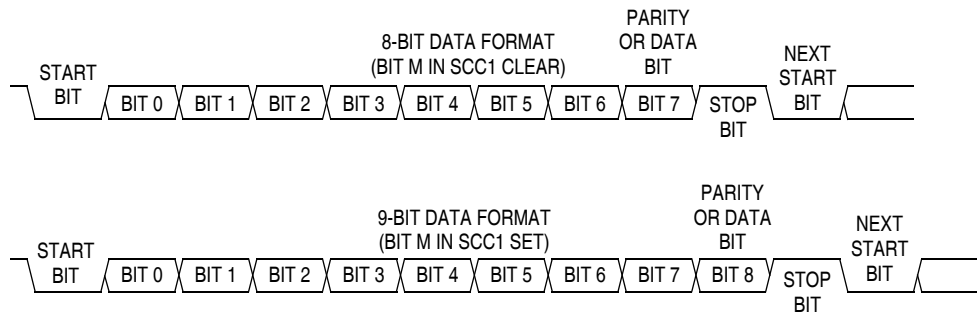 PARITY
OR DATA
BIT
8-BIT DATA FORMAT
(BIT M IN SCC1 CLEAR)
NEXT
START
BIT
START
BIT
BIT 0 BIT 1 BIT 2 BIT 3 BIT 4 BIT 5 BIT 6 BIT 7
STOP
BIT
PARITY
OR DATA
BIT
9-BIT DATA FORMAT
(BIT M IN SCC1 SET)
NEXT
START
BIT
START
BIT
BIT 0 BIT 1 BIT 2 BIT 3 BIT 4 BIT 5 BIT 6 BIT 7 BIT 8
STOP
BIT